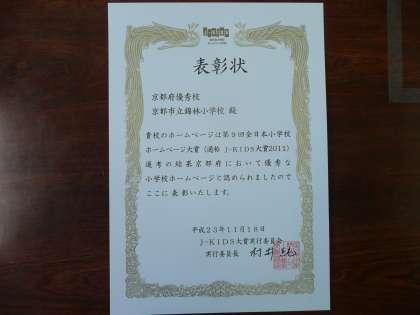 表彰状
京都府優秀校
京都市立錦林小学校 殿
貴校のホームページは第９回全日本小学校
ホームページ大賞（通称 J-KIDS大賞2011）
選考の結果京都府において優秀な
小学校ホームページと認められましたので
ここに表彰いたします。
平成２３年１１月１８日
J-KIDS大賞実行委員会
実行委員長 村井